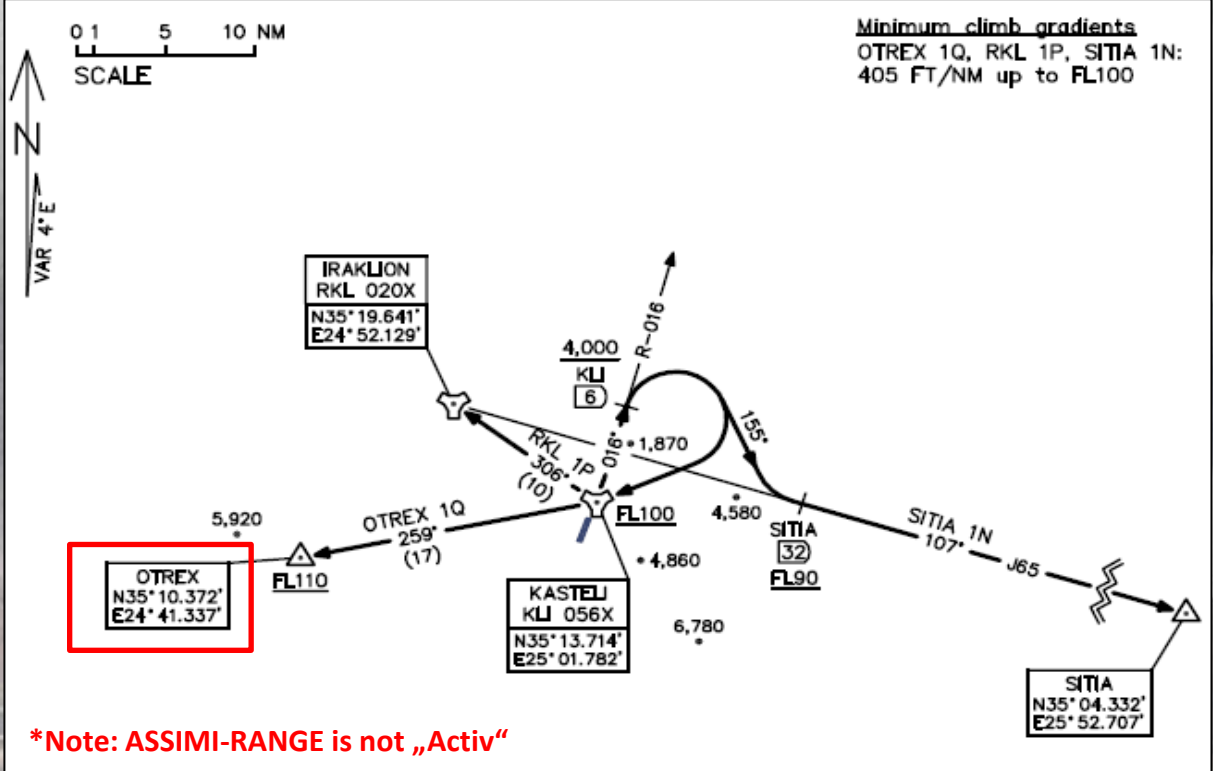 0 1 5 10 NM
SCALE
N
VAR 4°E
Minimum climb gradients
OTREX 1Q, RKL 1P, SITIA 1N:
405 FT/NM up to FL100
IRAKLION
RKL 020X
N35°19.641'
E24°52.129'
R-016
4,000
KLI
6
016°
155°
1,870
RKL 1P
306°
(10)
FL100
4,580
SITIA
32
FL90
SITIA 1N
107°
J65
5,920
OTREX 1Q
259°
(17)
FL110
OTREX
N35°10.372'
E24°41.337'
4,860
KASTELI
KLI 056X
N35°13.714'
E25°01.782'
6,780
SITIA
N35°04.332'
E25°52.707'
*Note: ASSIMI-RANGE is not „Activ“